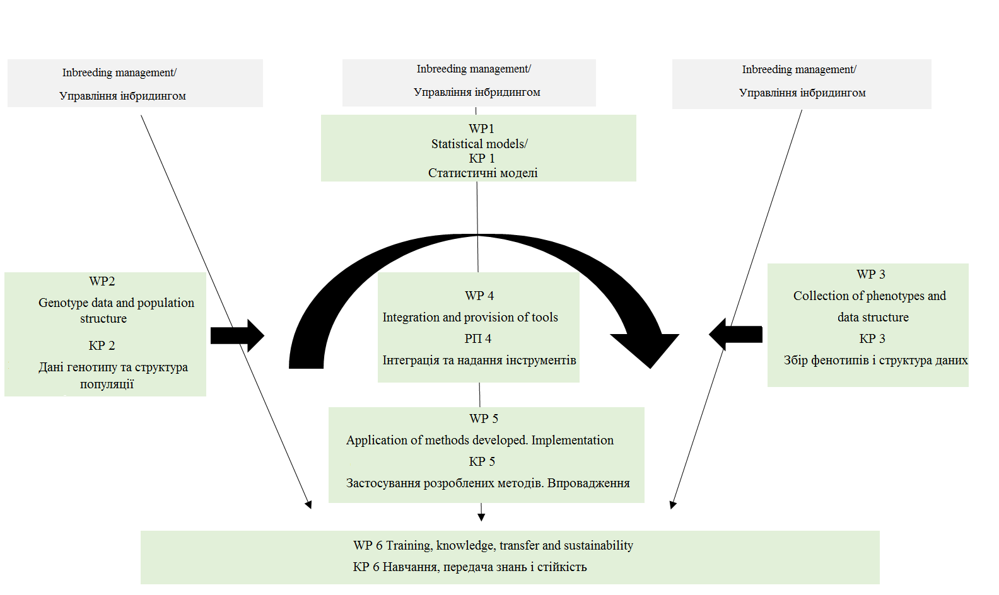 Inbreeding management/
Управління інбридингом
Inbreeding management/
Управління інбридингом
Inbreeding management/
Управління інбридингом
WP1
Statistical models/
КР 1
Статистичні моделі
WP2
Genotype data and population
structure
КР 2
Дані генотипу та структура
популяції
WP 4
Integration and provision of tools
РП 4
Інтеграція та надання інструментів
WP 3
Collection of phenotypes and
data structure
КР 3
Збір фенотипів і структура даних
WP 5
Application of methods developed. Implementation
КР 5
Застосування розроблених методів. Впровадження
WP 6 Training, knowledge, transfer and sustainability
КР 6 Навчання, передача знань і стійкість